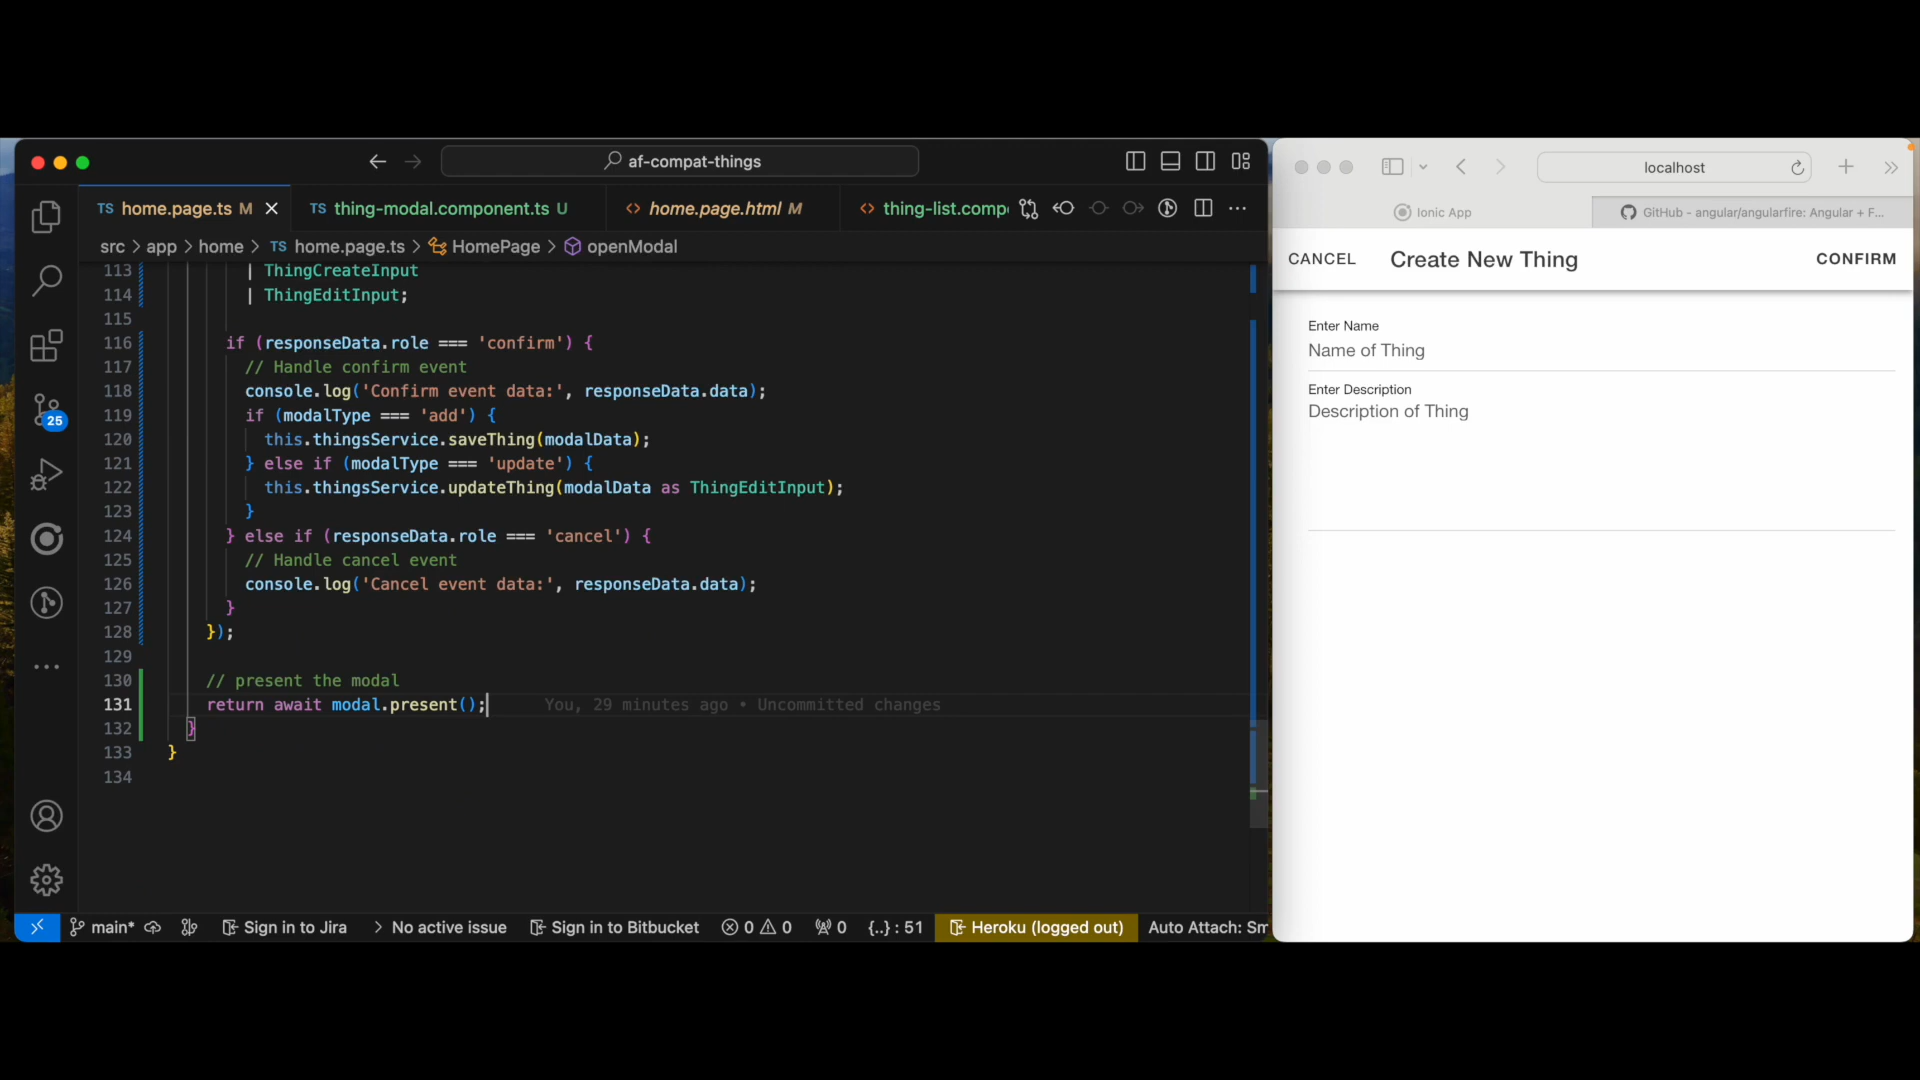 af-compat-things
TS home.page.ts M
TS thing-modal.component.ts U
<> home.page.html M
<> thing-list.comp
src > app > home > TS home.page.ts > HomePage > openModal
113 | ThingCreateInput
114 | ThingEditInput;
115
116 if (responseData.role === 'confirm') {
117 // Handle confirm event
118 console.log('Confirm event data:', responseData.data);
119 if (modalType === 'add') {
120 this.thingsService.saveThing(modalData);
121 } else if (modalType === 'update') {
122 this.thingsService.updateThing(modalData as ThingEditInput);
123 }
124 } else if (responseData.role === 'cancel') {
125 // Handle cancel event
126 console.log('Cancel event data:', responseData.data);
127 }
128 });
129
130 // present the modal
131 return await modal.present(); You, 29 minutes ago • Uncommitted changes
132 }
133 }
134
25
main* Sign in to Jira > No active issue Sign in to Bitbucket 0 0 0 {..} : 51 Heroku (logged out) Auto Attach: Sm
localhost
Ionic App
GitHub - angular/angularfire: Angular + F...
CANCEL Create New Thing CONFIRM
Enter Name
Name of Thing
Enter Description
Description of Thing